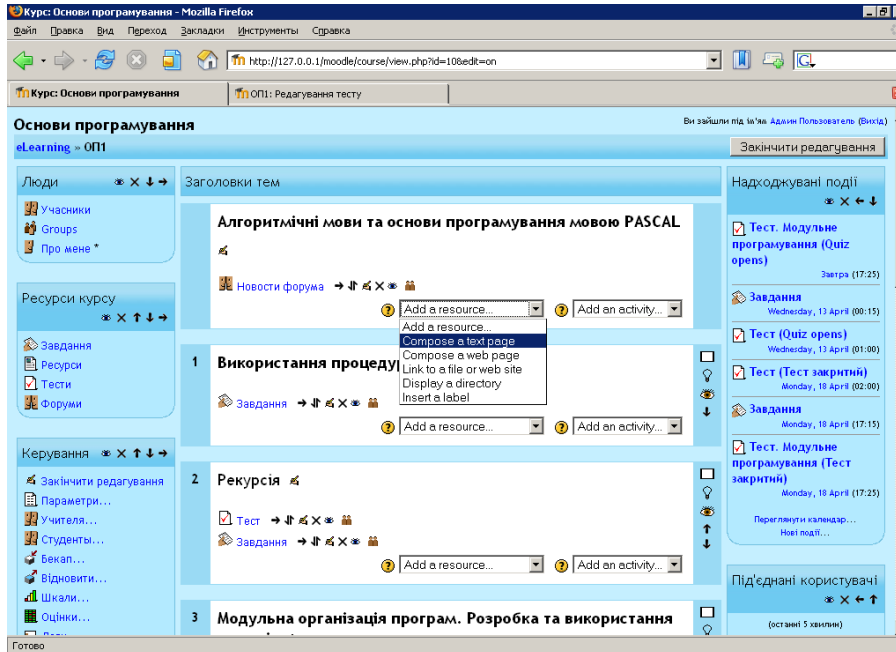 Курс: Основи програмування - Mozilla Firefox
Файл Правка Вид Переход Закладки Инструменты Справка
http://127.0.0.1/moodle/course/view.php?id=10&edit=on
Курс: Основи програмування
ОП1: Редагування тесту
Основи програмування
Ви зайшли під ім'ям Админ Пользователь (Вихід)
eLearning » ОП1
Закінчити редагування
Люди
Учасники
Groups
Про мене *
Ресурси курсу
Завдання
Ресурси
Тести
Форуми
Керування
Закінчити редагування
Параметри...
Учителя...
Студенты...
Бекап...
Відновити...
Шкали...
Оцінки...
Заголовки тем
Алгоритмічні мови та основи програмування мовою PASCAL
Новости форума
Add a resource... Add an activity...
Add a resource...
Compose a text page
Compose a web page
Link to a file or web site
Display a directory
Insert a label
1 Використання
Завдання
Add a resource... Add an activity...
2 Рекурсія
Тест
Завдання
Add a resource... Add an activity...
3 Модульна організація програм. Розробка та використання
Надходжувані події
Тест. Модульне
програмування (Quiz
opens)
Завтра (17:25)
Завдання
Wednesday, 13 April (00:15)
Тест (Quiz opens)
Wednesday, 13 April (01:00)
Тест (Тест закритий)
Monday, 18 April (02:00)
Завдання
Monday, 18 April (17:15)
Тест. Модульне
програмування (Тест
закритий)
Monday, 18 April (17:25)
Переглянути календар...
Нові події...
Під'єднані користувачі
(останні 5 хвилин)
Готово